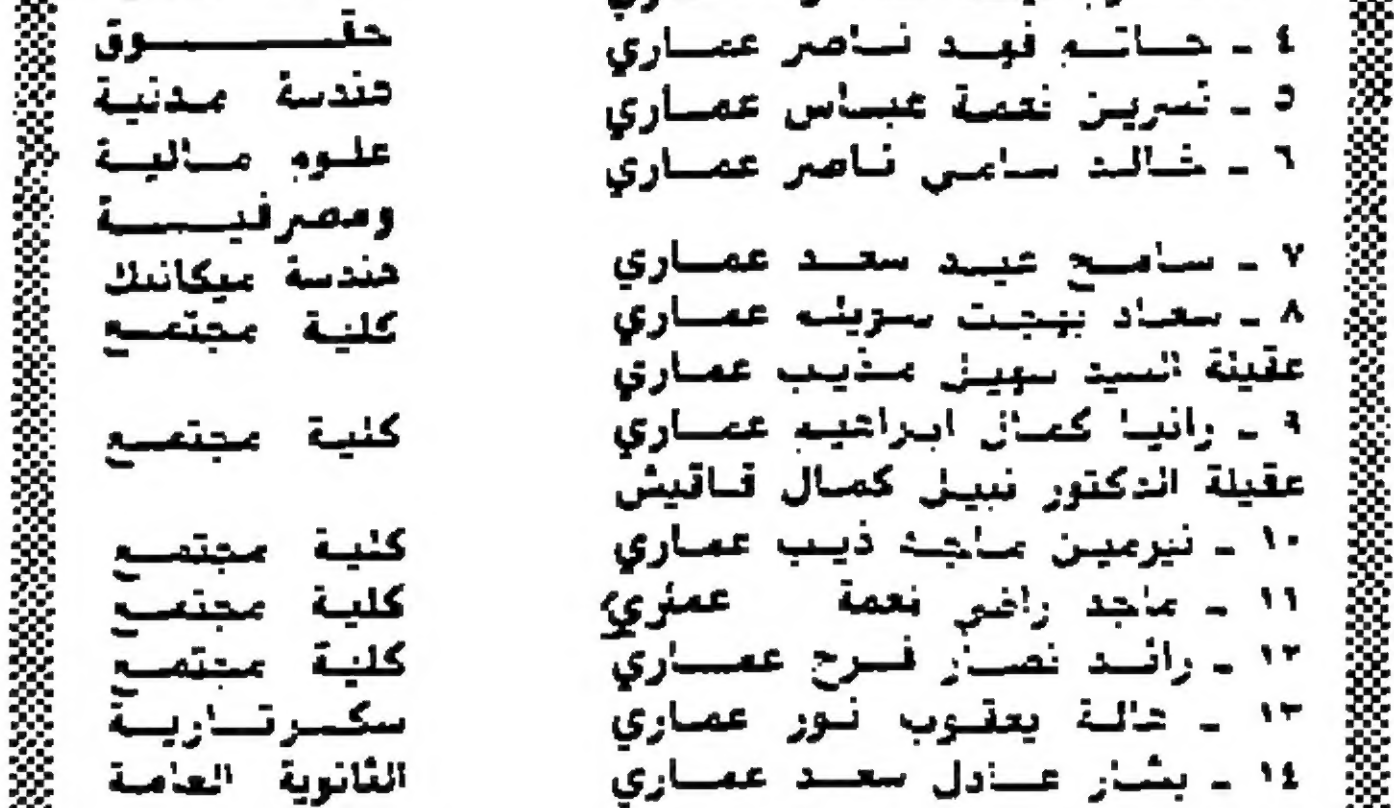 ٤ - حاتم فهد ناصر عماري حقوق
٥ - نسرين نعمة عباس عماري هندسة مدنية
٦ - خالد سامي ناصر عماري علوم مالية
ومصرفية
٧ - سامح عيد سعد عماري هندسة ميكانيك
٨ - سعاد بهجت عماري كلية مجتمع
عقيلة السيد سهيل مذيب عماري
٩ - رانيا كمال ابراهيم عماري كلية مجتمع
عقيلة الدكتور نبيل كمال قاقيش
١٠ - نيرمين ماجد ذيب عماري كلية مجتمع
١١ - ماجد راضي نعمة عماري كلية مجتمع
١٢ - رائد نصار فرح عماري كلية مجتمع
١٣ - هالة يعقوب نور عماري سكرتارية
١٤ - بشار عادل سعد عماري الثانوية العامة